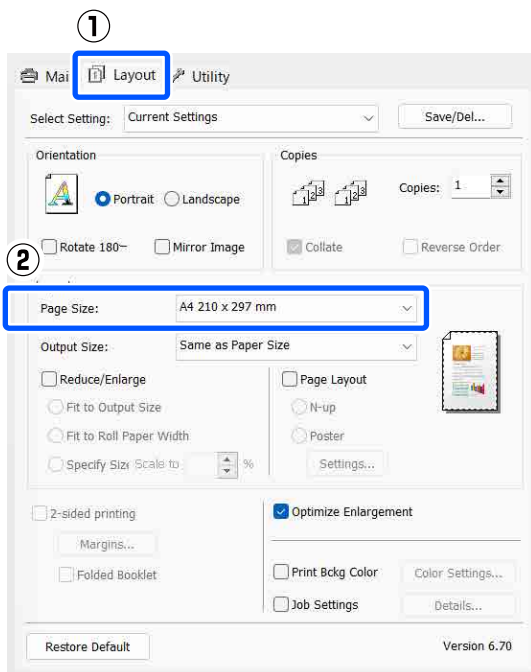 ①
Mai Layout Utility
Select Setting: Current Settings Save/Del...
Orientation Copies
Portrait Landscape Copies: 1
Rotate 180° Mirror Image Collate Reverse Order
②
Page Size: A4 210 x 297 mm
Output Size: Same as Paper Size
Reduce/Enlarge Page Layout
Fit to Output Size N-up
Fit to Roll Paper Width Poster
Specify Size Scale to % Settings...
2-sided printing Optimize Enlargement
Margins...
Folded Booklet Print Bckg Color Color Settings...
Job Settings Details...
Restore Default Version 6.70